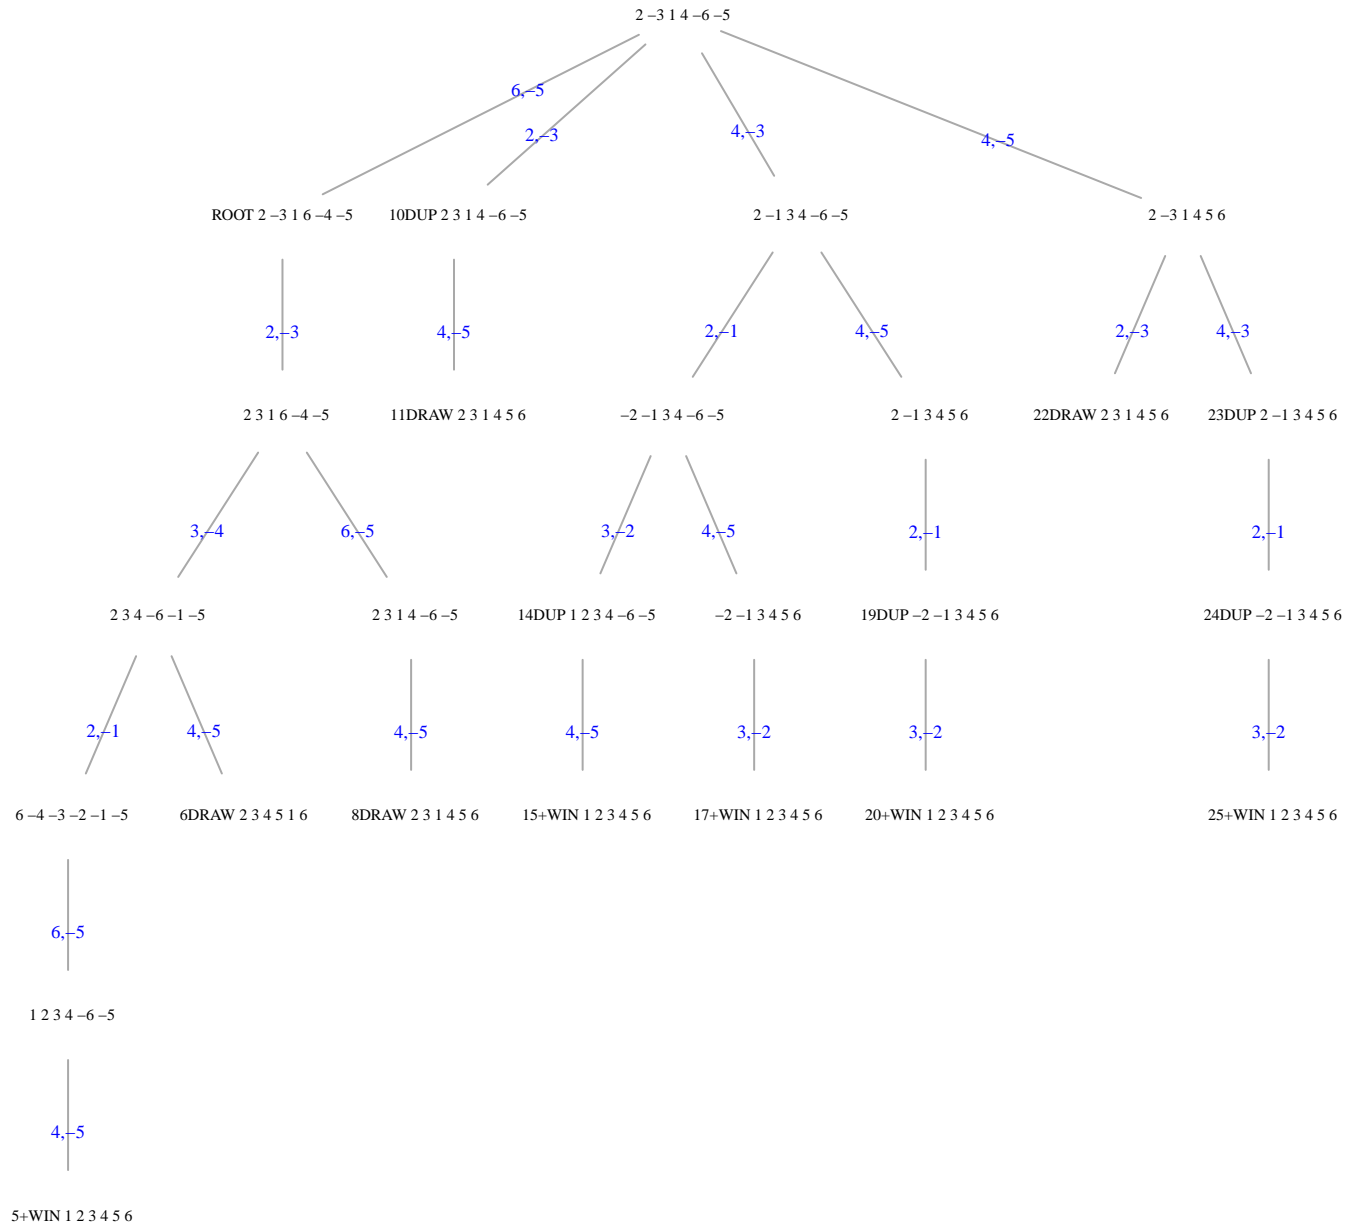 2 –3 1 4 –6 –5
6,–5
2,–3
4,–3
4,–5
ROOT 2 –3 1 6 –4 –5
10DUP 2 3 1 4 –6 –5
2 –1 3 4 –6 –5
2 –3 1 4 5 6
2,–3
4,–5
2,–1
4,–5
2,–3
4,–3
2 3 1 6 –4 –5
11DRAW 2 3 1 4 5 6
–2 –1 3 4 –6 –5
2 –1 3 4 5 6
22DRAW 2 3 1 4 5 6
23DUP 2 –1 3 4 5 6
3,–4
6,–5
3,–2
4,–5
2,–1
2,–1
2 3 4 –6 –1 –5
2 3 1 4 –6 –5
14DUP 1 2 3 4 –6 –5
–2 –1 3 4 5 6
19DUP –2 –1 3 4 5 6
24DUP –2 –1 3 4 5 6
2,–1
4,–5
4,–5
4,–5
3,–2
3,–2
3,–2
6 –4 –3 –2 –1 –5
6DRAW 2 3 4 5 1 6
8DRAW 2 3 1 4 5 6
15+WIN 1 2 3 4 5 6
17+WIN 1 2 3 4 5 6
20+WIN 1 2 3 4 5 6
25+WIN 1 2 3 4 5 6
6,–5
1 2 3 4 –6 –5
4,–5
5+WIN 1 2 3 4 5 6